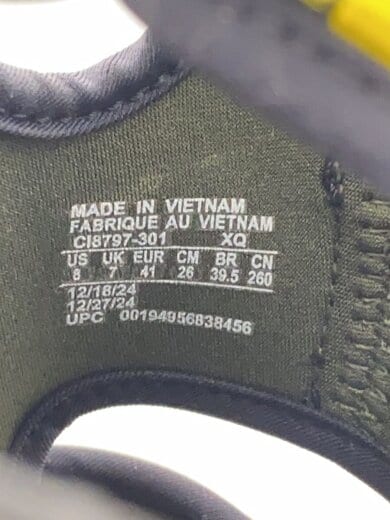 MADE IN VIETNAM
FABRIQUE AU VIETNAM
CI8797-301 XQ
US UK EUR CM BR CN
8 7 41 26 39.5 260
12/18/24
12/27/24
UPC 00194956838456